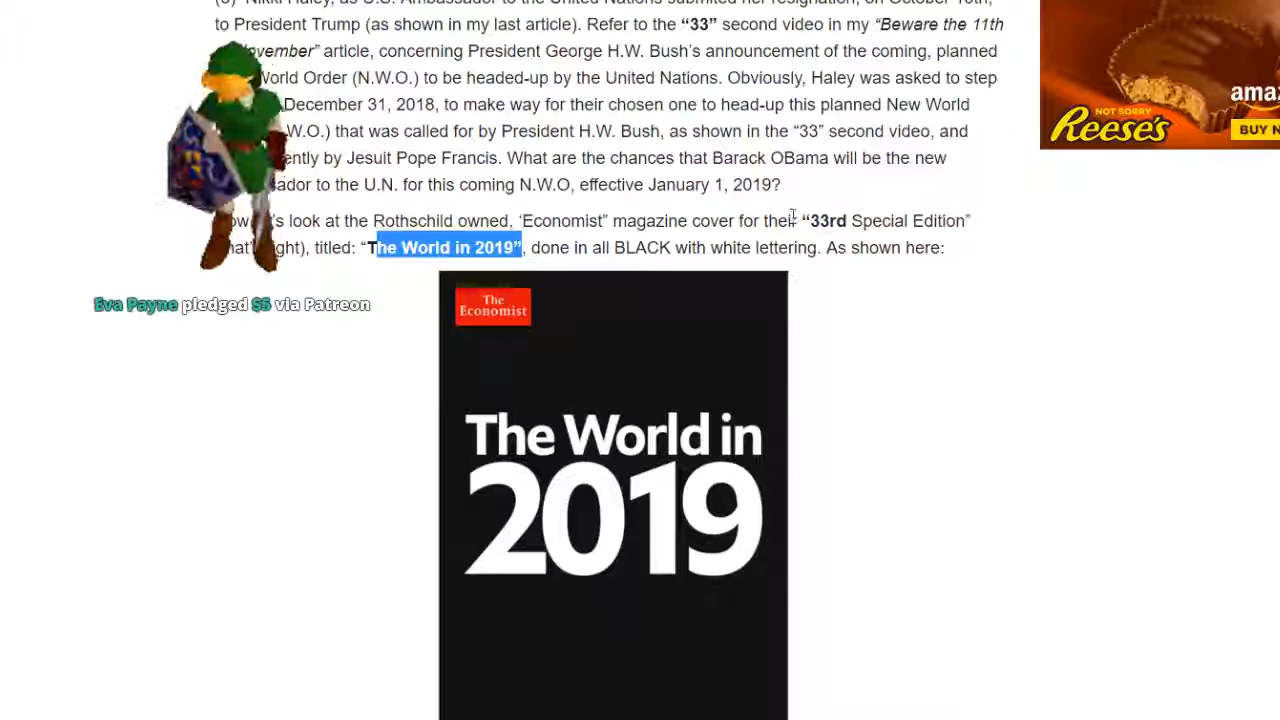 (6) Nikki Haley, as U.S. Ambassador to the United Nations submitted her resignation, on October 10th,
to President Trump (as shown in my last article). Refer to the “33” second video in my “Beware the 11th
November” article, concerning President George H.W. Bush’s announcement of the coming, planned
World Order (N.W.O.) to be headed-up by the United Nations. Obviously, Haley was asked to step
December 31, 2018, to make way for their chosen one to head-up this planned New World
W.O.) that was called for by President H.W. Bush, as shown in the “33” second video, and
ently by Jesuit Pope Francis. What are the chances that Barack OBama will be the new
ador to the U.N. for this coming N.W.O, effective January 1, 2019?
ow 's look at the Rothschild owned, ‘Economist” magazine cover for their “33rd Special Edition”
hat' ight), titled: “The World in 2019”, done in all BLACK with white lettering. As shown here:
Eva Payne pledged $5 via Patreon
The
Economist
The World in
2019
NOT SORRY
Reese's
amaz
BUY N